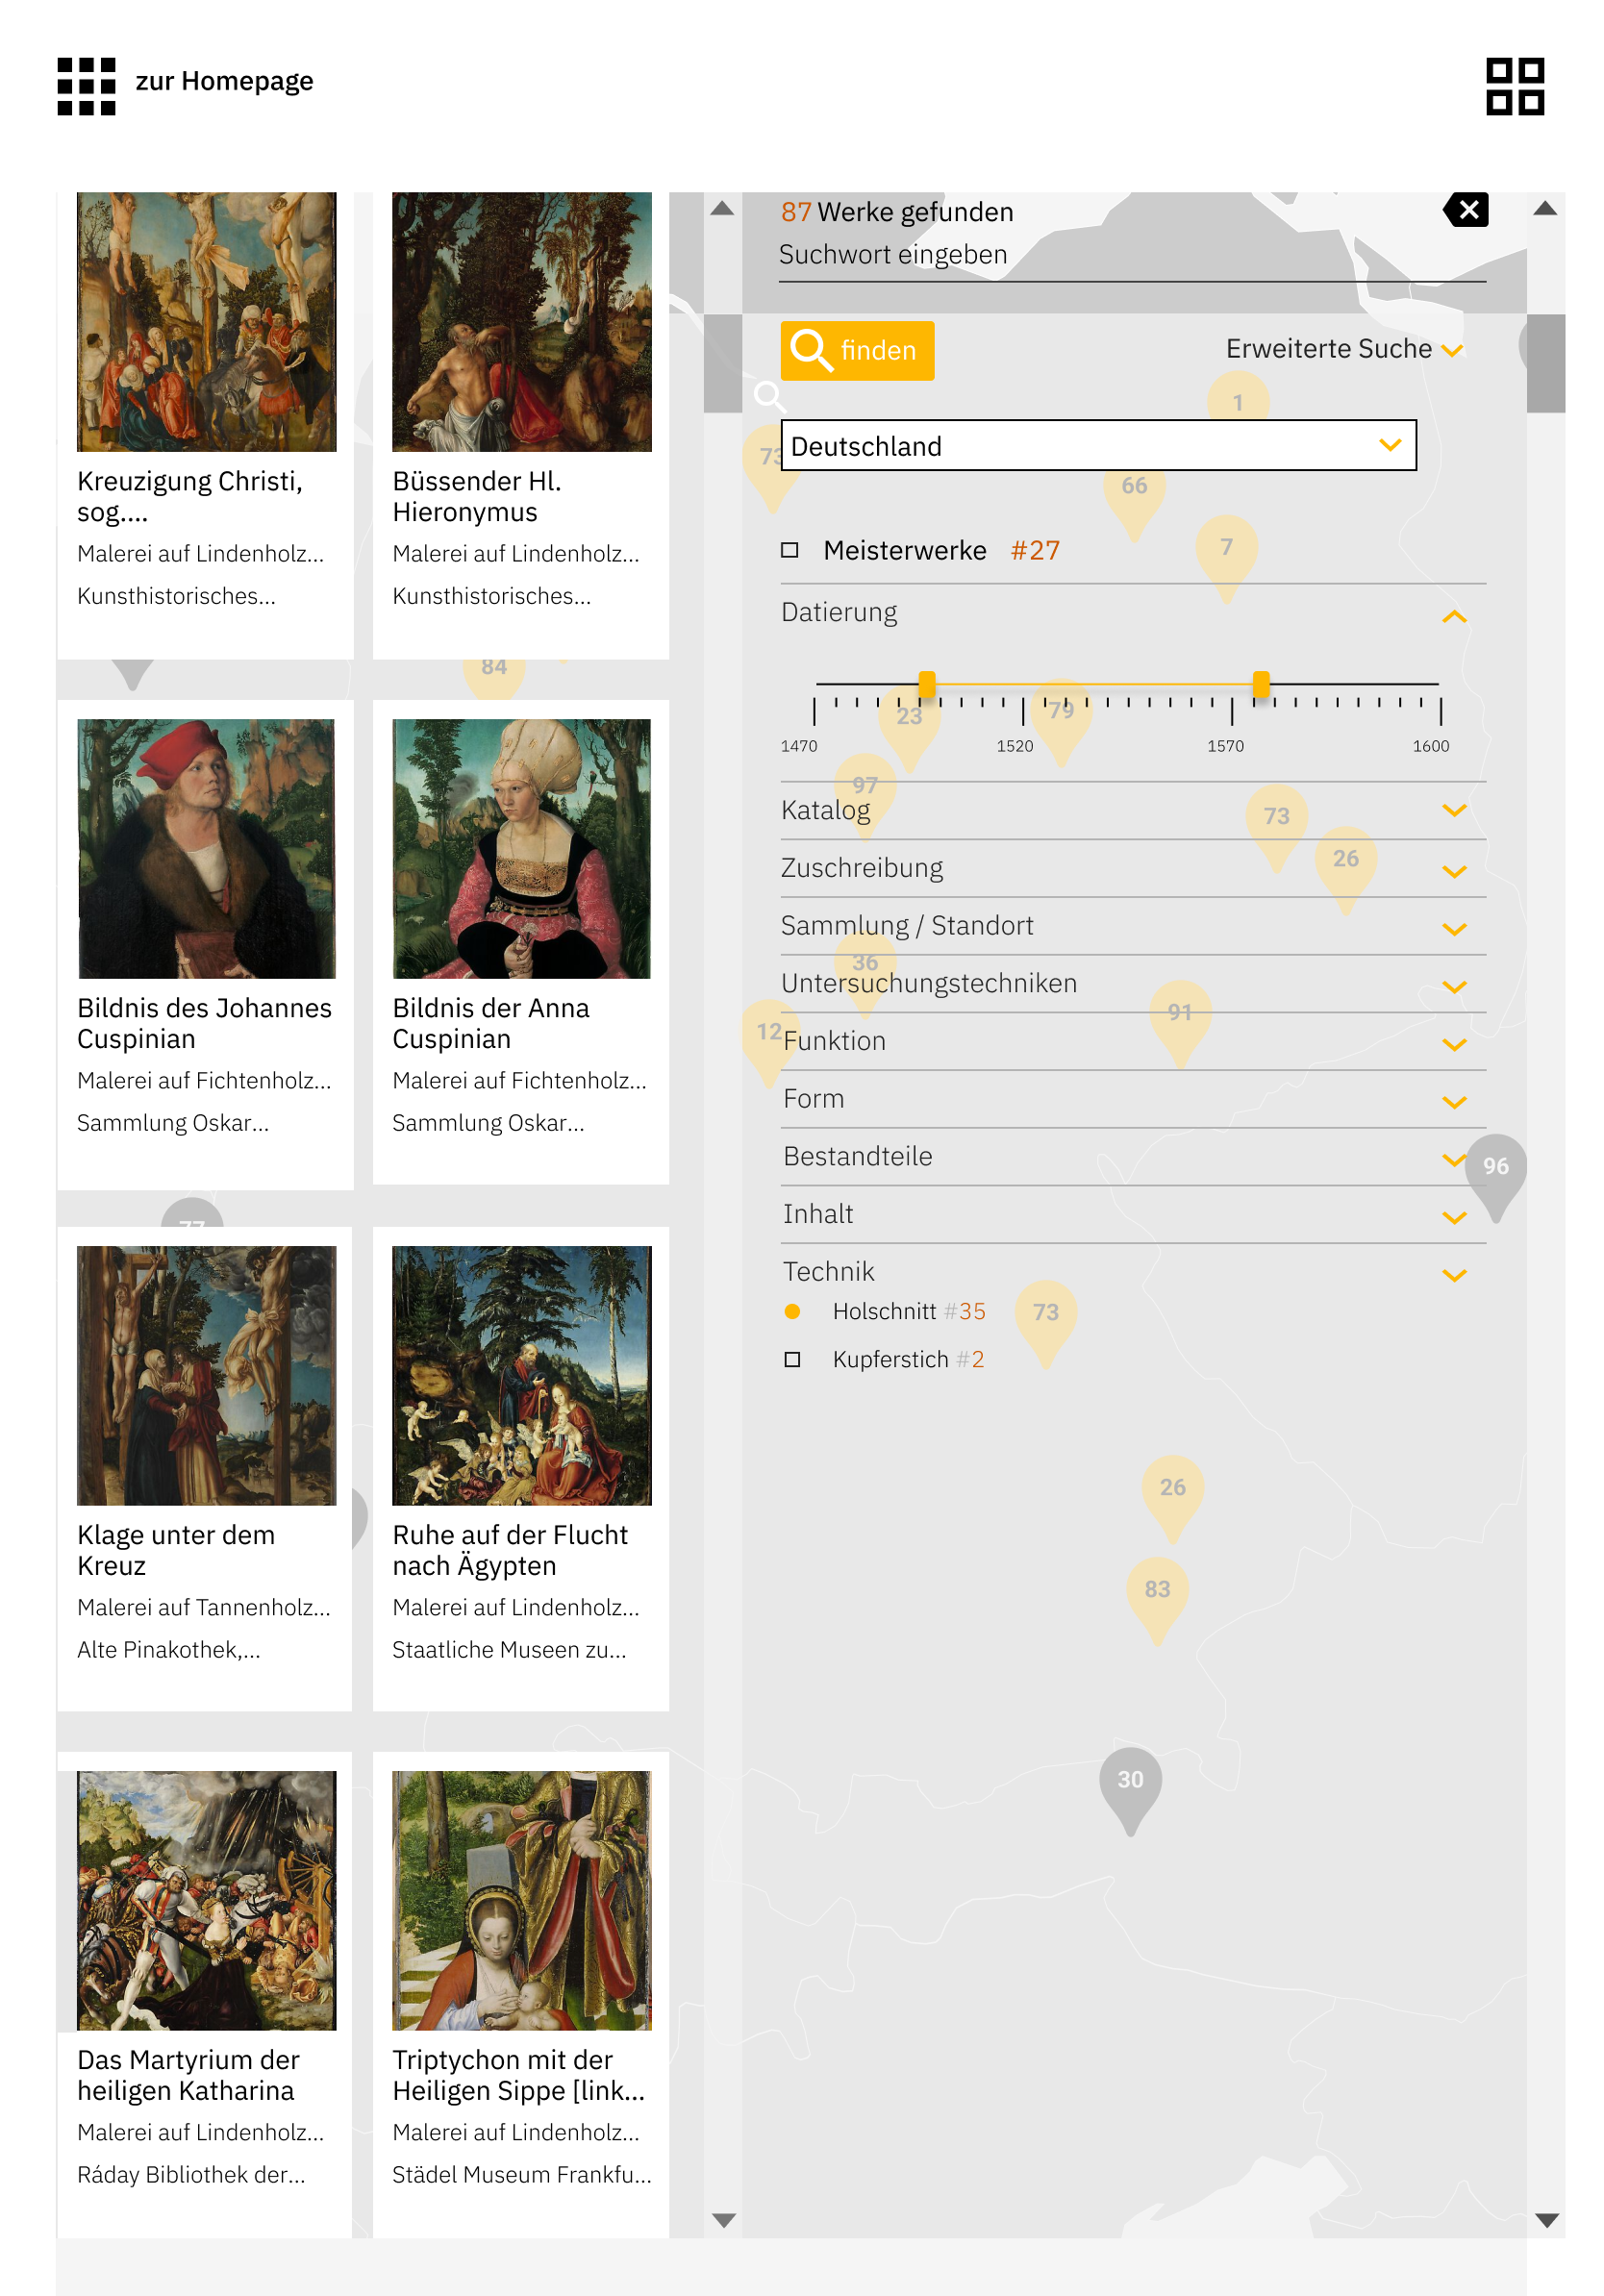 zur Homepage
Kreuzigung Christi,
sog....
Malerei auf Lindenholz...
Kunsthistorisches...
Büssender Hl.
Hieronymus
Malerei auf Lindenholz...
Kunsthistorisches...
84
Bildnis des Johannes
Cuspinian
Malerei auf Fichtenholz...
Sammlung Oskar...
Bildnis der Anna
Cuspinian
Malerei auf Fichtenholz...
Sammlung Oskar...
77
Klage unter dem
Kreuz
Malerei auf Tannenholz...
Alte Pinakothek,...
Ruhe auf der Flucht
nach Ägypten
Malerei auf Lindenholz...
Staatliche Museen zu...
Das Martyrium der
heiligen Katharina
Malerei auf Lindenholz...
Ráday Bibliothek der...
Triptychon mit der
Heiligen Sippe [link...
Malerei auf Lindenholz...
Städel Museum Frankfu...
87 Werke gefunden
Suchwort eingeben
finden
Erweiterte Suche
1
73
Deutschland
66
7
Meisterwerke #27
Datierung
23
79
1470 1520 1570 1600
97
Katalog
73
26
Zuschreibung
Sammlung / Standort
36
Untersuchungstechniken
91
12
Funktion
Form
Bestandteile
96
Inhalt
Technik
Holschnitt #35
73
Kupferstich #2
26
83
30